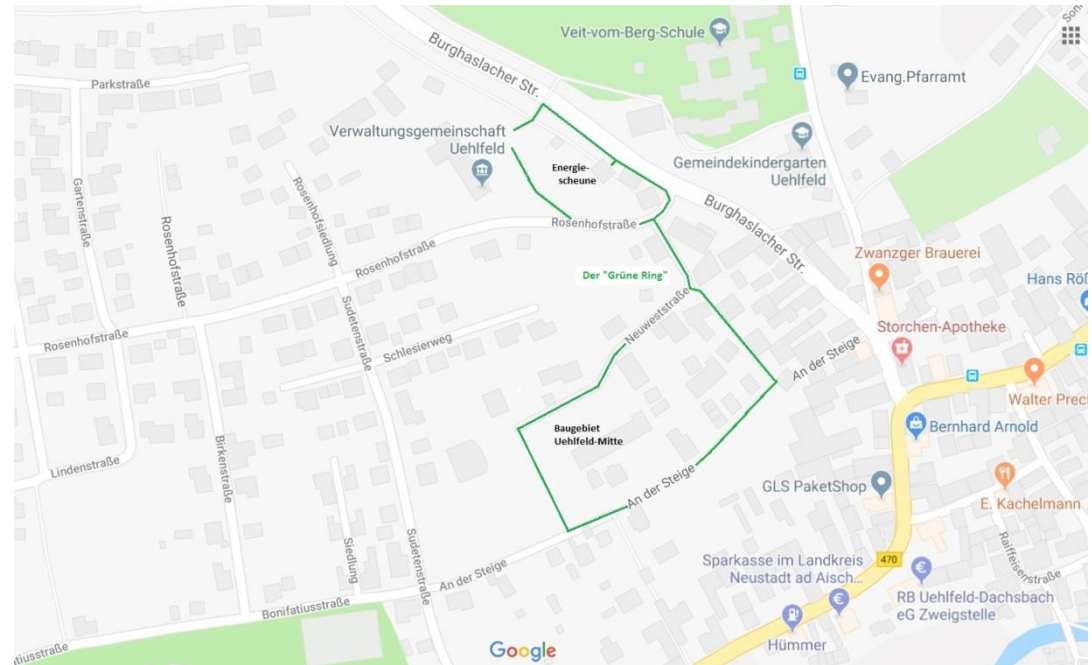 Veit-vom-Berg-Schule
Burghaslacher Str.
Parkstraße
Evang.Pfarramt
Verwaltungsgemeinschaft
Uehlfeld
Energie-
scheune
Gemeindekindergarten
Uehlfeld
Gartenstraße
Rosenhofstraße
Rosenhofsiedlung
Rosenhofstraße
Rosenhofstraße
Burghaslacher Str.
Zwanzger Brauerei
Der "Grüne Ring"
Hans Röß
Neuweststraße
Storchen-Apotheke
Sudetenstraße
Rosenhofstraße
Schlesierweg
An der Steige
Walter Prech
Baugebiet
Uehlfeld-Mitte
Bernhard Arnold
Lindenstraße
Birkenstraße
An der Steige
GLS PaketShop
E. Kachelmann
Siedlung
Sudetenstraße
Raiffeisenstraße
470
Sparkasse im Landkreis
Neustadt ad Aisch...
An der Steige
RB Uehlfeld-Dachsbach
eG Zweigstelle
Bonifatiusstraße
fatiusstraße
Google
Hümmer